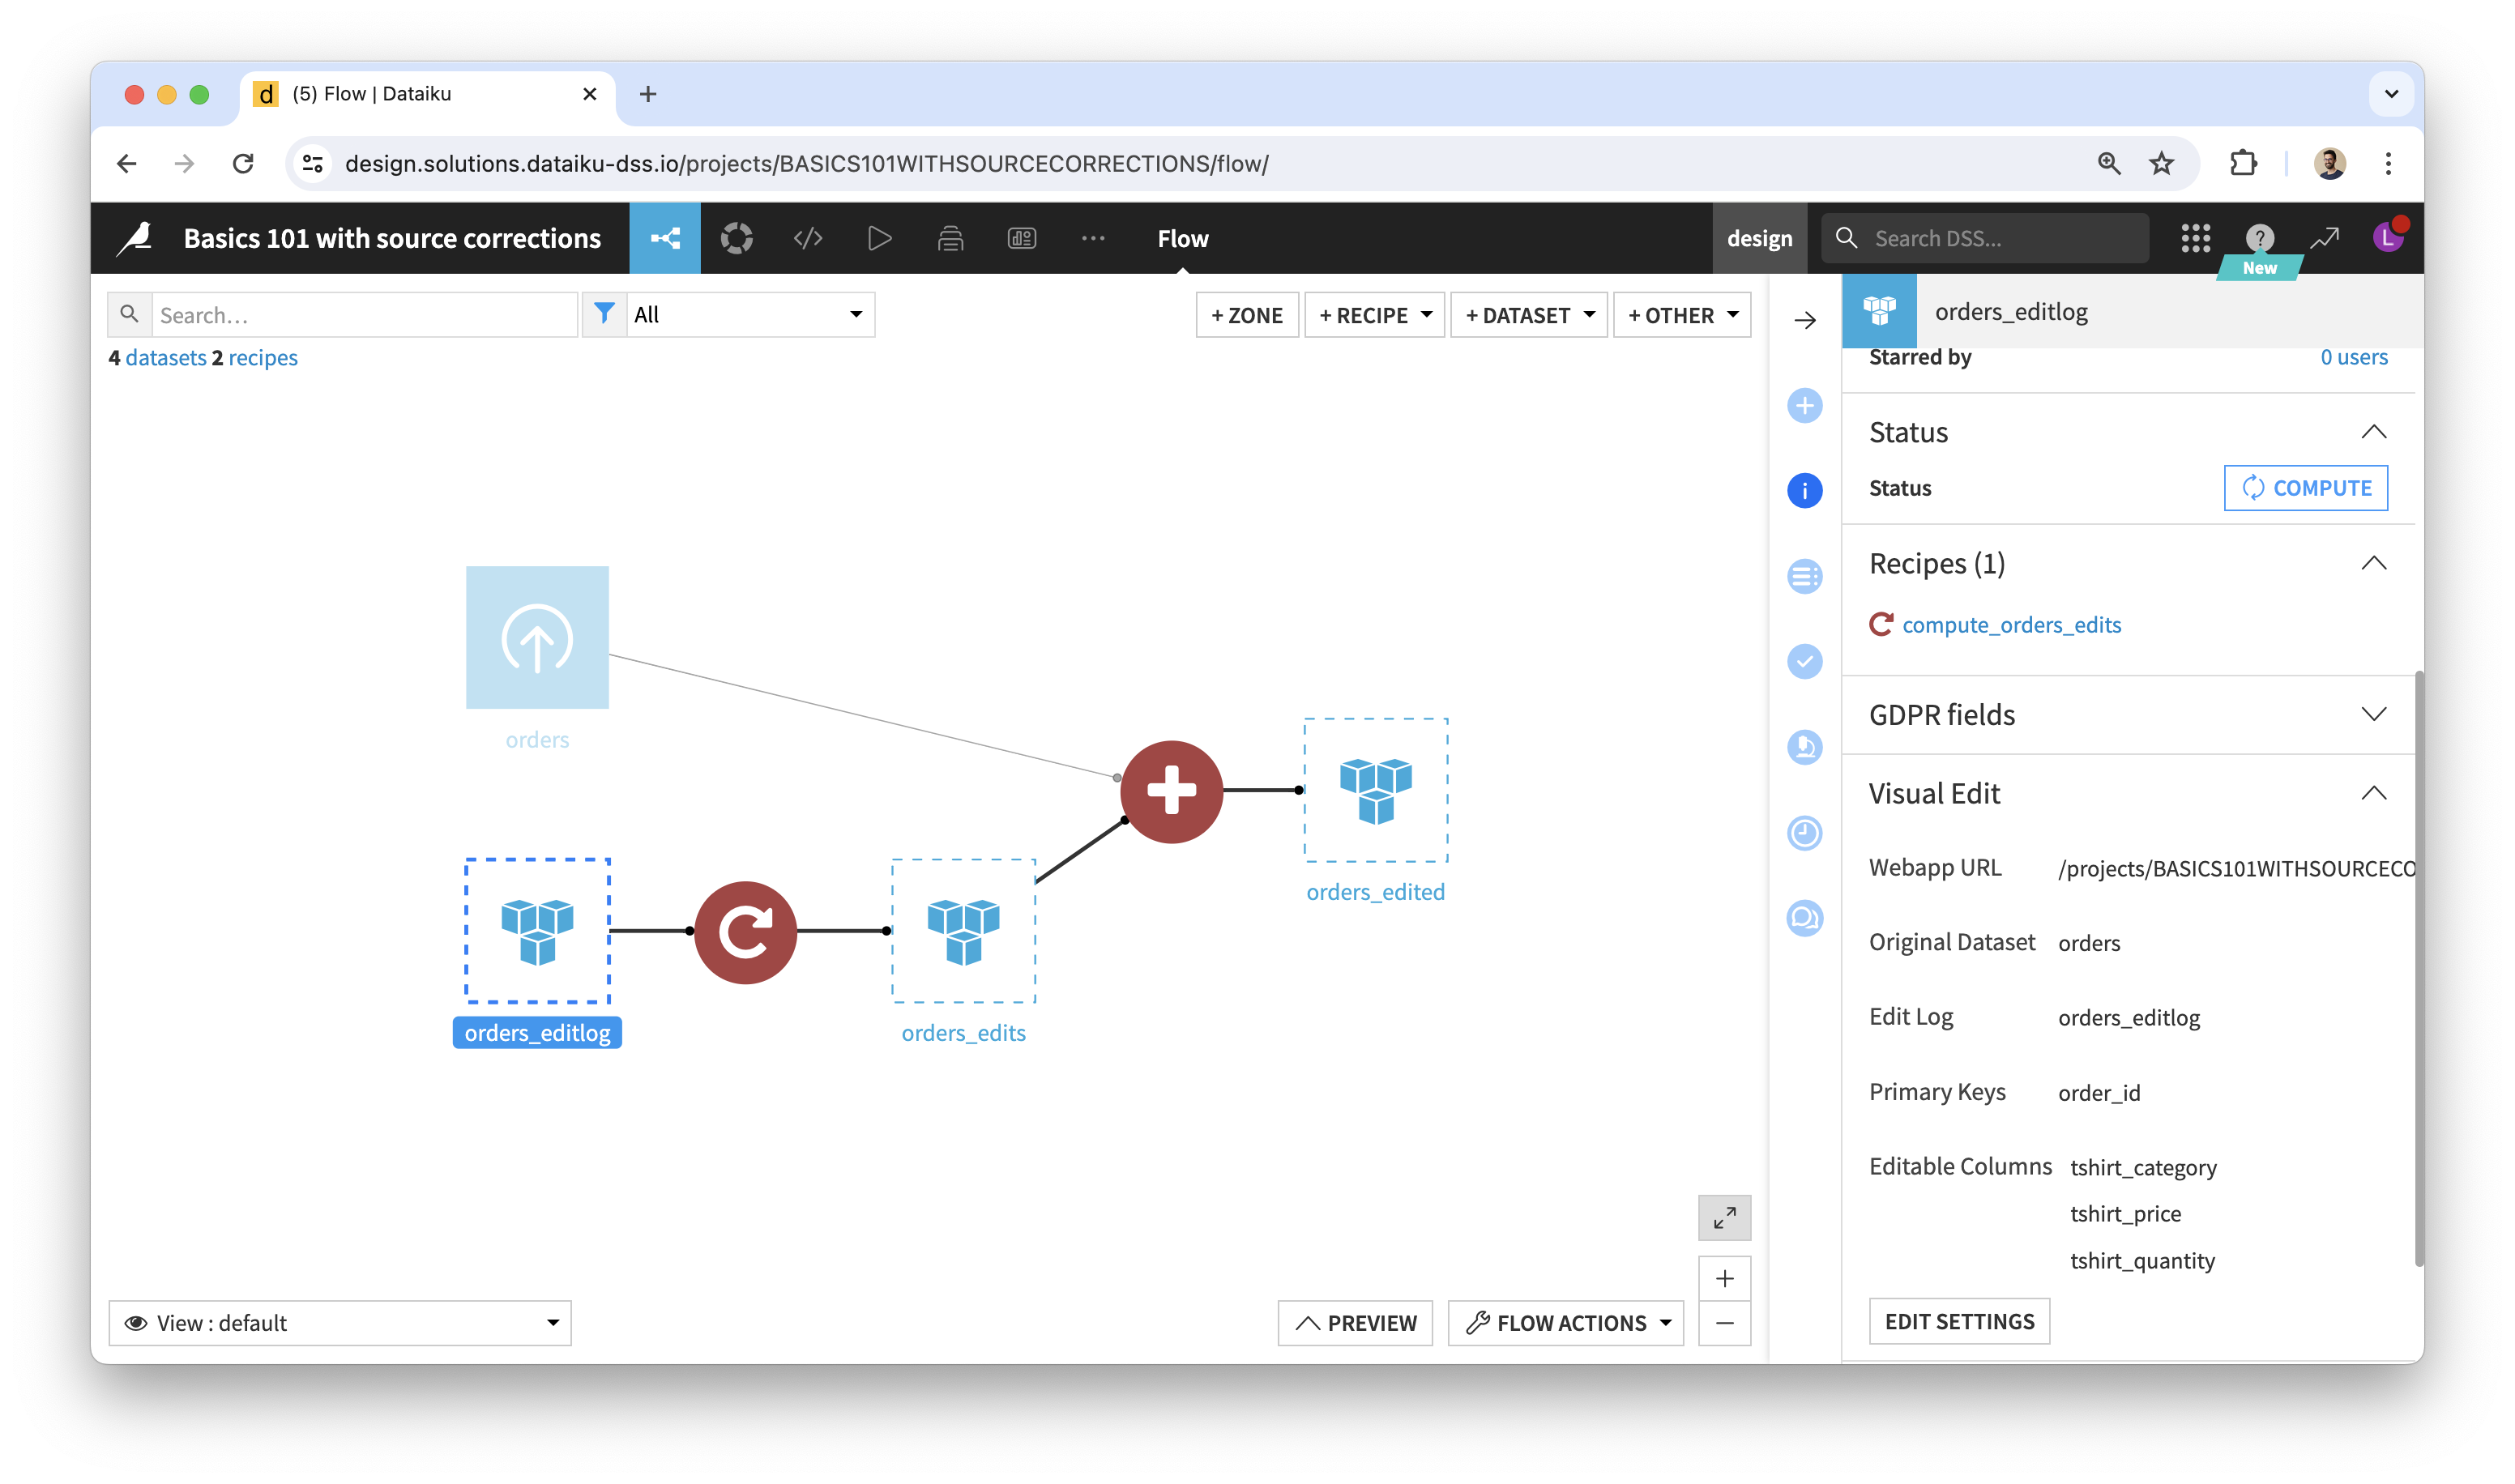 d (5) Flow | Dataiku
design.solutions.dataiku-dss.io/projects/BASICS101WITHSOURCECORRECTIONS/flow/
Basics 101 with source corrections
Flow
design
Search DSS...
?
L
New
Search...
All
+ ZONE
+ RECIPE
+ DATASET
+ OTHER
4 datasets 2 recipes
orders
orders_edited
orders_editlog
orders_edits
View : default
PREVIEW
FLOW ACTIONS
orders_editlog
Starred by 0 users
Status
Status COMPUTE
Recipes (1)
compute_orders_edits
GDPR fields
Visual Edit
Webapp URL /projects/BASICS101WITHSOURCECO
Original Dataset orders
Edit Log orders_editlog
Primary Keys order_id
Editable Columns tshirt_category
tshirt_price
tshirt_quantity
EDIT SETTINGS